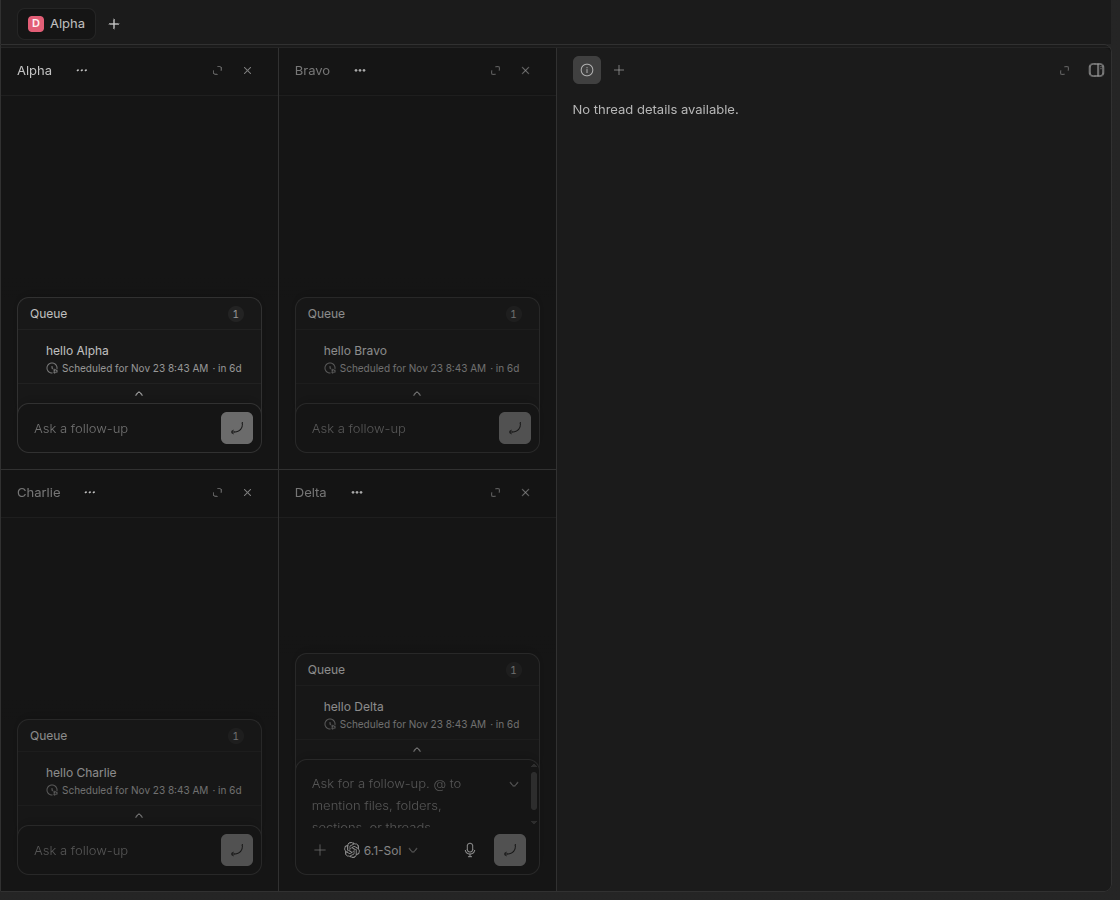 D Alpha
Alpha
Bravo
No thread details available.
Queue 1
hello Alpha
Scheduled for Nov 23 8:43 AM · in 6d
Ask a follow-up
Queue 1
hello Bravo
Scheduled for Nov 23 8:43 AM · in 6d
Ask a follow-up
Charlie
Delta
Queue 1
hello Charlie
Scheduled for Nov 23 8:43 AM · in 6d
Ask a follow-up
Queue 1
hello Delta
Scheduled for Nov 23 8:43 AM · in 6d
Ask for a follow-up. @ to
mention files, folders,
sections, or threads
6.1-Sol